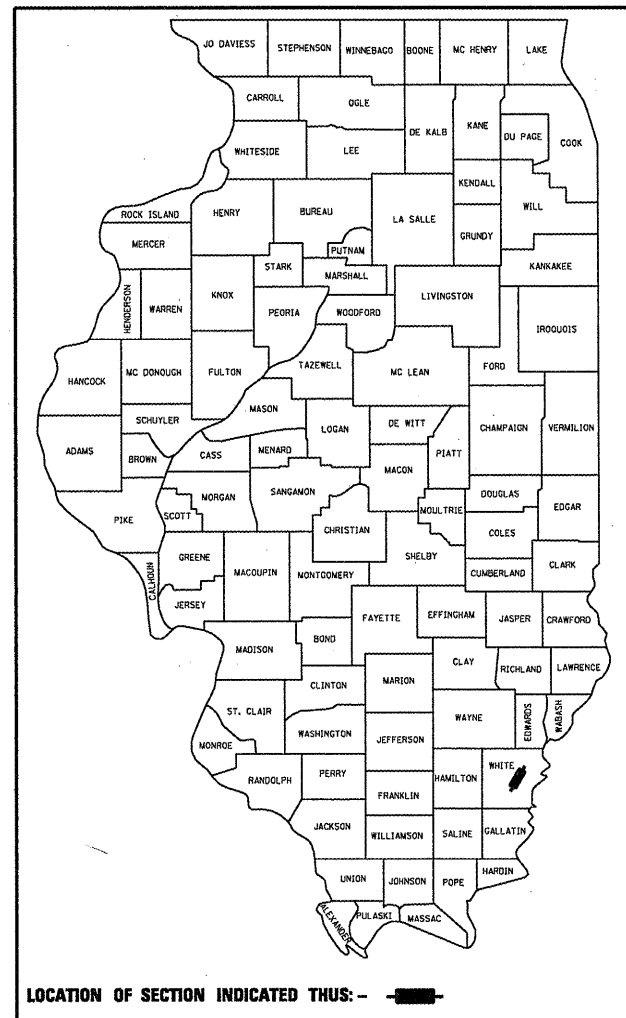 JO DAVIESS STEPHENSON WINNEBAGO BOONE MC HENRY LAKE
CARROLL OGLE DE KALB KANE DU PAGE COOK
WHITESIDE LEE
KENDALL WILL
ROCK ISLAND HENRY BUREAU LA SALLE GRUNDY
MERCER PUTNAM
STARK MARSHALL KANKAKEE
HENDERSON WARREN KNOX PEORIA WOODFORD LIVINGSTON IROQUOIS
HANCOCK MC DONOUGH FULTON TAZEWELL MC LEAN FORD
MASON
SCHUYLER LOGAN DE WITT CHAMPAIGN VERMILION
ADAMS BROWN CASS MENARD MACON PIATT
MORGAN SANGAMON DOUGLAS EDGAR
PIKE SCOTT CHRISTIAN MOULTRIE COLES
GREENE SHELBY
CALHOUN MACOUPIN MONTGOMERY CUMBERLAND CLARK
JERSEY FAYETTE EFFINGHAM JASPER CRAWFORD
MADISON BOND
CLAY RICHLAND LAWRENCE
CLINTON MARION
ST. CLAIR WAYNE EDWARDS WABASH
WASHINGTON JEFFERSON
MONROE
RANDOLPH PERRY HAMILTON WHITE
FRANKLIN
JACKSON WILLIAMSON SALINE GALLATIN
UNION JOHNSON POPE HARDIN
ALEXANDER PULASKI MASSAC
LOCATION OF SECTION INDICATED THUS: -